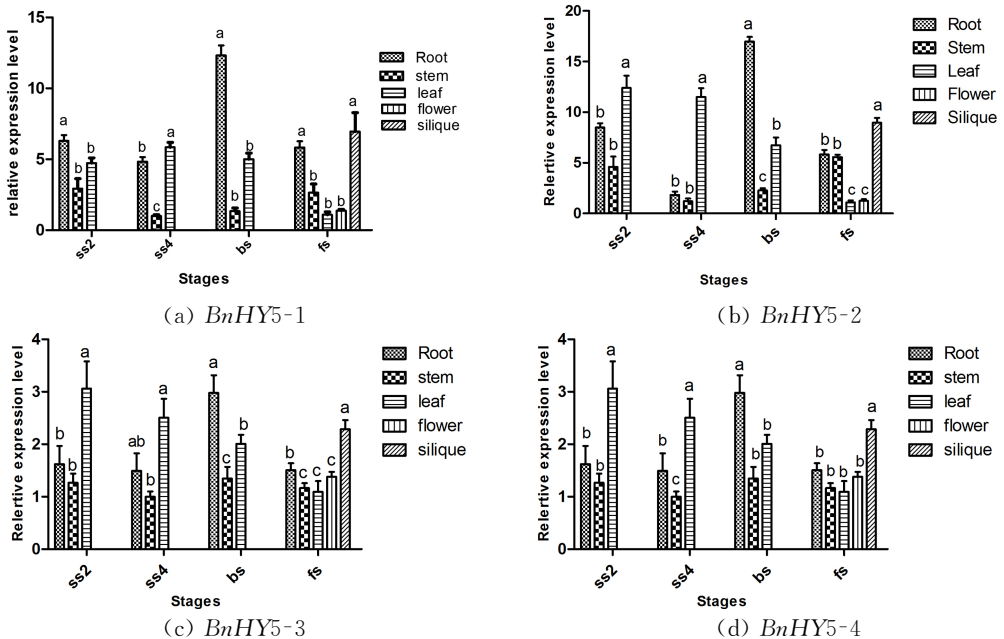 15
10
5
0
relative expression level
a
b
b
b
c
a
a
b
b
a
b
b
b
a
ss2
ss4
bs
fs
Stages
Root
stem
leaf
flower
silique
(a) BnHY5-1
20
15
10
5
0
Relertive expression level
b
b
a
b
b
a
a
c
b
b
b
c
c
a
ss2
ss4
bs
fs
Stages
Root
Stem
Leaf
Flower
Silique
(b) BnHY5-2
4
3
2
1
0
Relertive expression level
b
b
a
ab
b
a
a
c
b
b
c
c
c
a
ss2
ss4
bs
fs
Stages
Root
stem
leaf
flower
silique
(c) BnHY5-3
4
3
2
1
0
Relertive expression level
b
b
a
b
c
a
a
b
b
b
b
b
b
a
ss2
ss4
bs
fs
Stages
Root
stem
leaf
flower
silique
(d) BnHY5-4